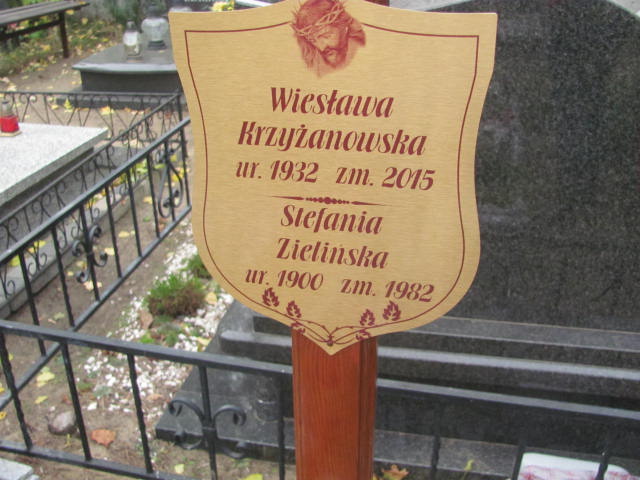 Wiesława
Krzyżanowska
ur. 1932 zm. 2015
Stefania
Zielińska
ur. 1900 zm. 1982